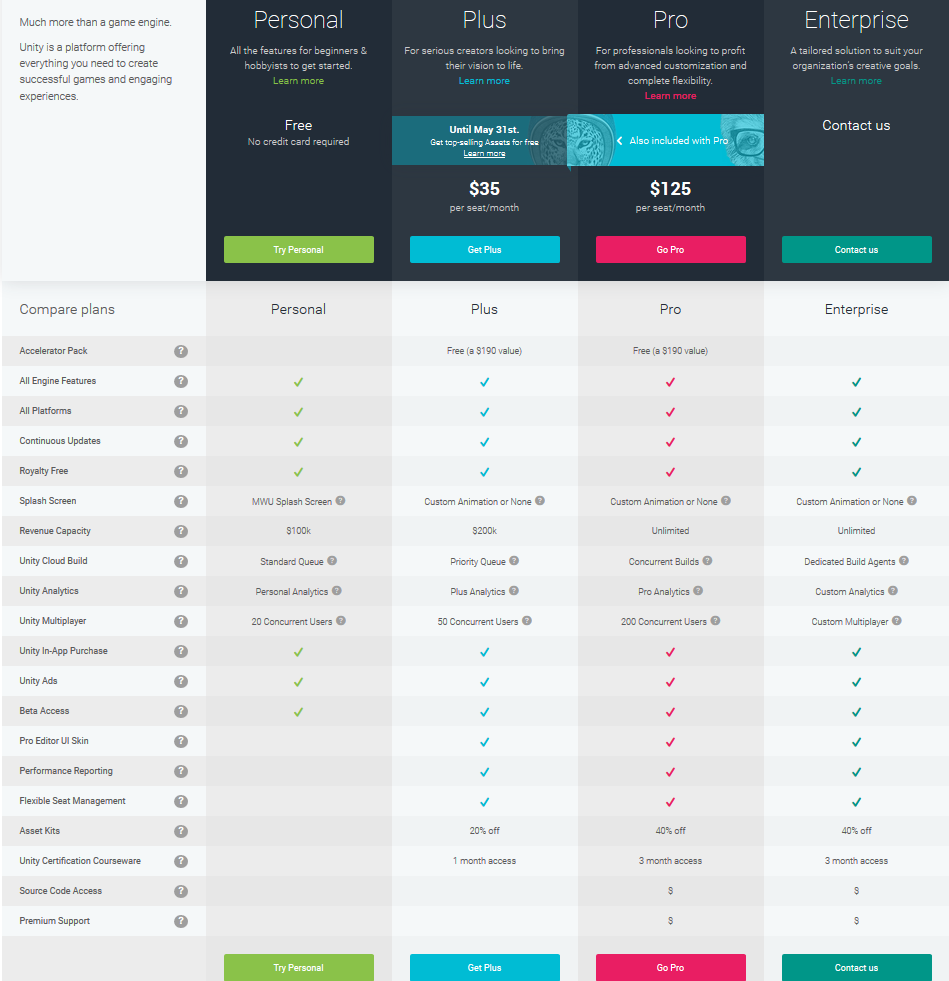 Much more than a game engine.
Unity is a platform offering
everything you need to create
successful games and engaging
experiences.
Personal
All the features for beginners &
hobbyists to get started.
Learn more
Free
No credit card required
Try Personal
Plus
For serious creators looking to bring
their vision to life.
Learn more
Until May 31st.
Get top-selling Assets for free
Learn more
$35
per seat/month
Get Plus
Pro
For professionals looking to profit
from advanced customization and
complete flexibility.
Learn more
Also included with Pro
$125
per seat/month
Go Pro
Enterprise
A tailored solution to suit your
organization's creative goals.
Learn more
Contact us
Contact us
Compare plans Personal Plus Pro Enterprise
Accelerator Pack ? Free (a $190 value) Free (a $190 value)
All Engine Features ? ✓ ✓ ✓ ✓
All Platforms ? ✓ ✓ ✓ ✓
Continuous Updates ? ✓ ✓ ✓ ✓
Royalty Free ? ✓ ✓ ✓ ✓
Splash Screen ? MWU Splash Screen ? Custom Animation or None ? Custom Animation or None ? Custom Animation or None ?
Revenue Capacity ? $100k $200k Unlimited Unlimited
Unity Cloud Build ? Standard Queue ? Priority Queue ? Concurrent Builds ? Dedicated Build Agents ?
Unity Analytics ? Personal Analytics ? Plus Analytics ? Pro Analytics ? Custom Analytics ?
Unity Multiplayer ? 20 Concurrent Users ? 50 Concurrent Users ? 200 Concurrent Users ? Custom Multiplayer ?
Unity In-App Purchase ? ✓ ✓ ✓ ✓
Unity Ads ? ✓ ✓ ✓ ✓
Beta Access ? ✓ ✓ ✓ ✓
Pro Editor UI Skin ? ✓ ✓ ✓
Performance Reporting ? ✓ ✓ ✓
Flexible Seat Management ? ✓ ✓ ✓
Asset Kits ? 20% off 40% off 40% off
Unity Certification Courseware ? 1 month access 3 month access 3 month access
Source Code Access ? $ $
Premium Support ? $ $
Try Personal Get Plus Go Pro Contact us